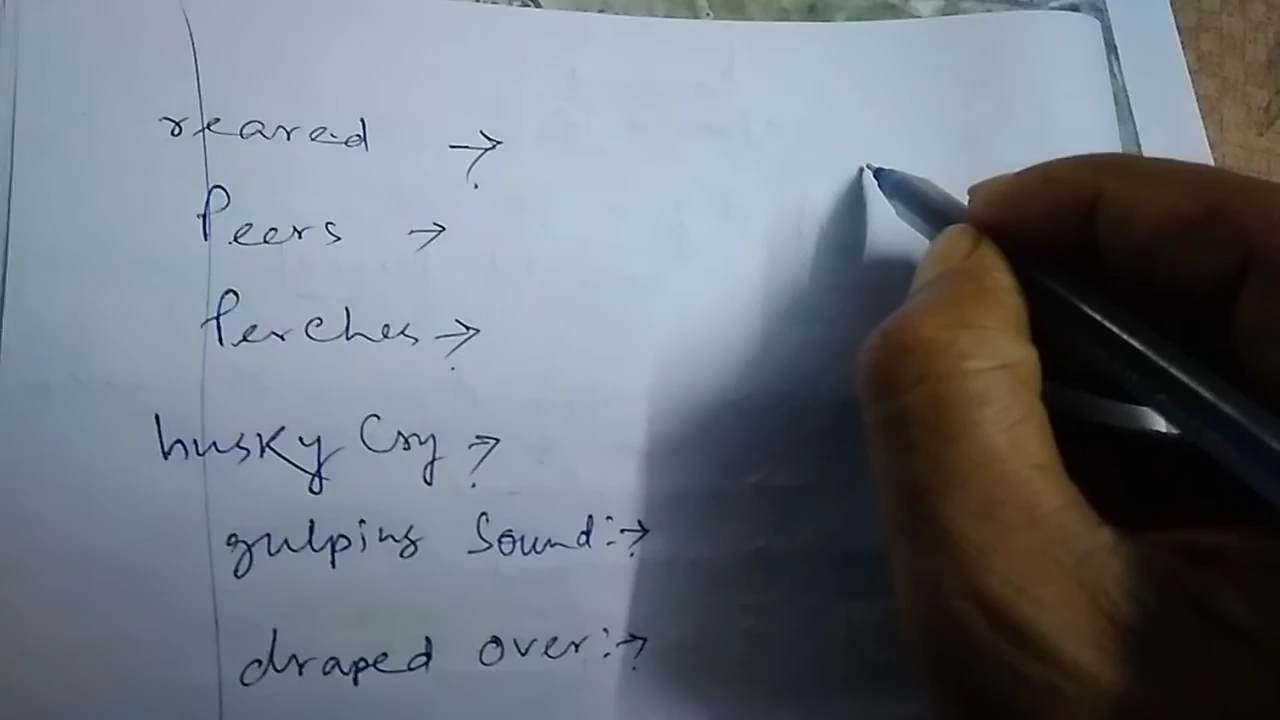 reared →
Peers →
Perches →
husky Cry →
gulping Sound:→
draped over:→